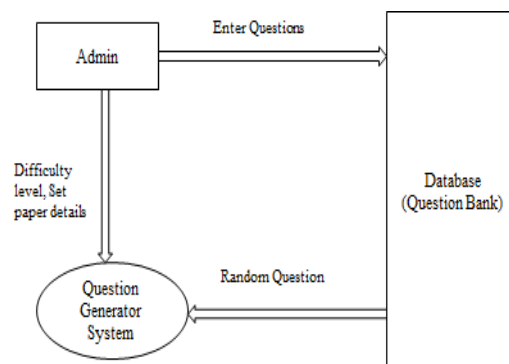 Enter Questions
Admin
Difficulty
level, Set
paper details
Database
(Question Bank)
Random Question
Question
Generator
System